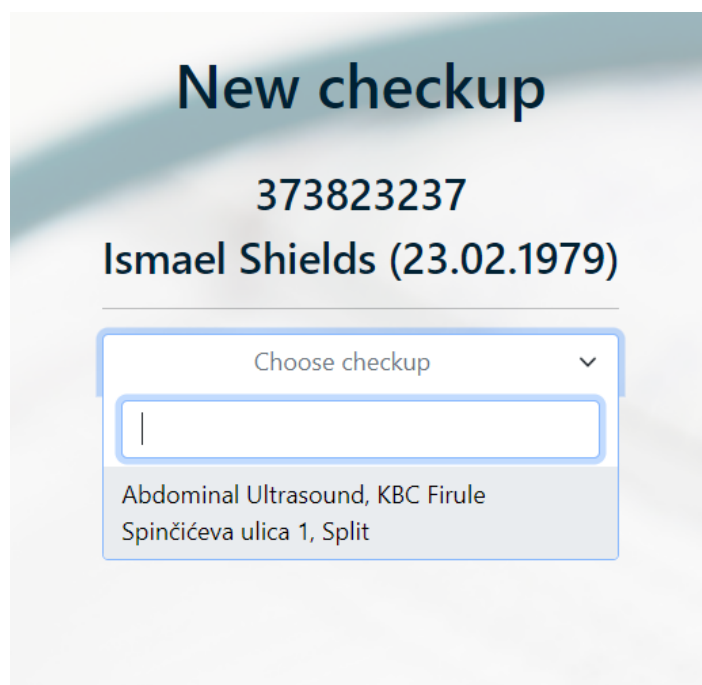 New checkup
373823237
Ismael Shields (23.02.1979)
Choose checkup
Abdominal Ultrasound, KBC Firule
Spinčićeva ulica 1, Split